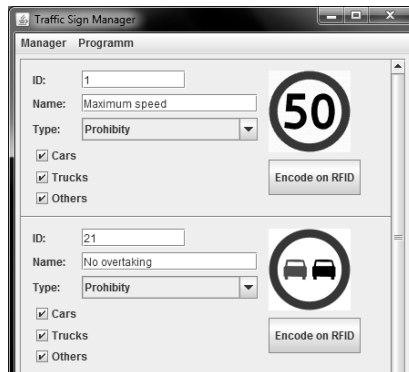 Traffic Sign Manager
Manager Programm
ID: 1
Name: Maximum speed
Type: Prohibity
Cars
Trucks
Others
50
Encode on RFID
ID: 21
Name: No overtaking
Type: Prohibity
Cars
Trucks
Others
Encode on RFID